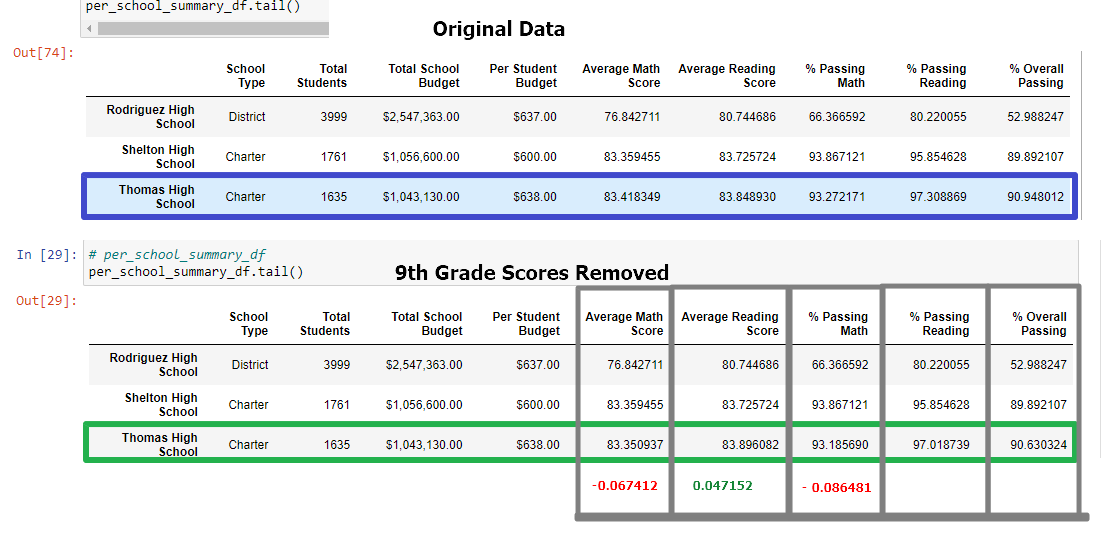 per_school_summary_df.tail()
Original Data
Out[74]:
School Type Total Students Total School Budget Per Student Budget Average Math Score Average Reading Score % Passing Math % Passing Reading % Overall Passing
Rodriguez High School District 3999 $2,547,363.00 $637.00 76.842711 80.744686 66.366592 80.220055 52.988247
Shelton High School Charter 1761 $1,056,600.00 $600.00 83.359455 83.725724 93.867121 95.854628 89.892107
Thomas High School Charter 1635 $1,043,130.00 $638.00 83.418349 83.848930 93.272171 97.308869 90.948012
In [29]: # per_school_summary_df
per_school_summary_df.tail()
9th Grade Scores Removed
Out[29]:
School Type Total Students Total School Budget Per Student Budget Average Math Score Average Reading Score % Passing Math % Passing Reading % Overall Passing
Rodriguez High School District 3999 $2,547,363.00 $637.00 76.842711 80.744686 66.366592 80.220055 52.988247
Shelton High School Charter 1761 $1,056,600.00 $600.00 83.359455 83.725724 93.867121 95.854628 89.892107
Thomas High School Charter 1635 $1,043,130.00 $638.00 83.350937 83.896082 93.185690 97.018739 90.630324
-0.067412 0.047152 - 0.086481